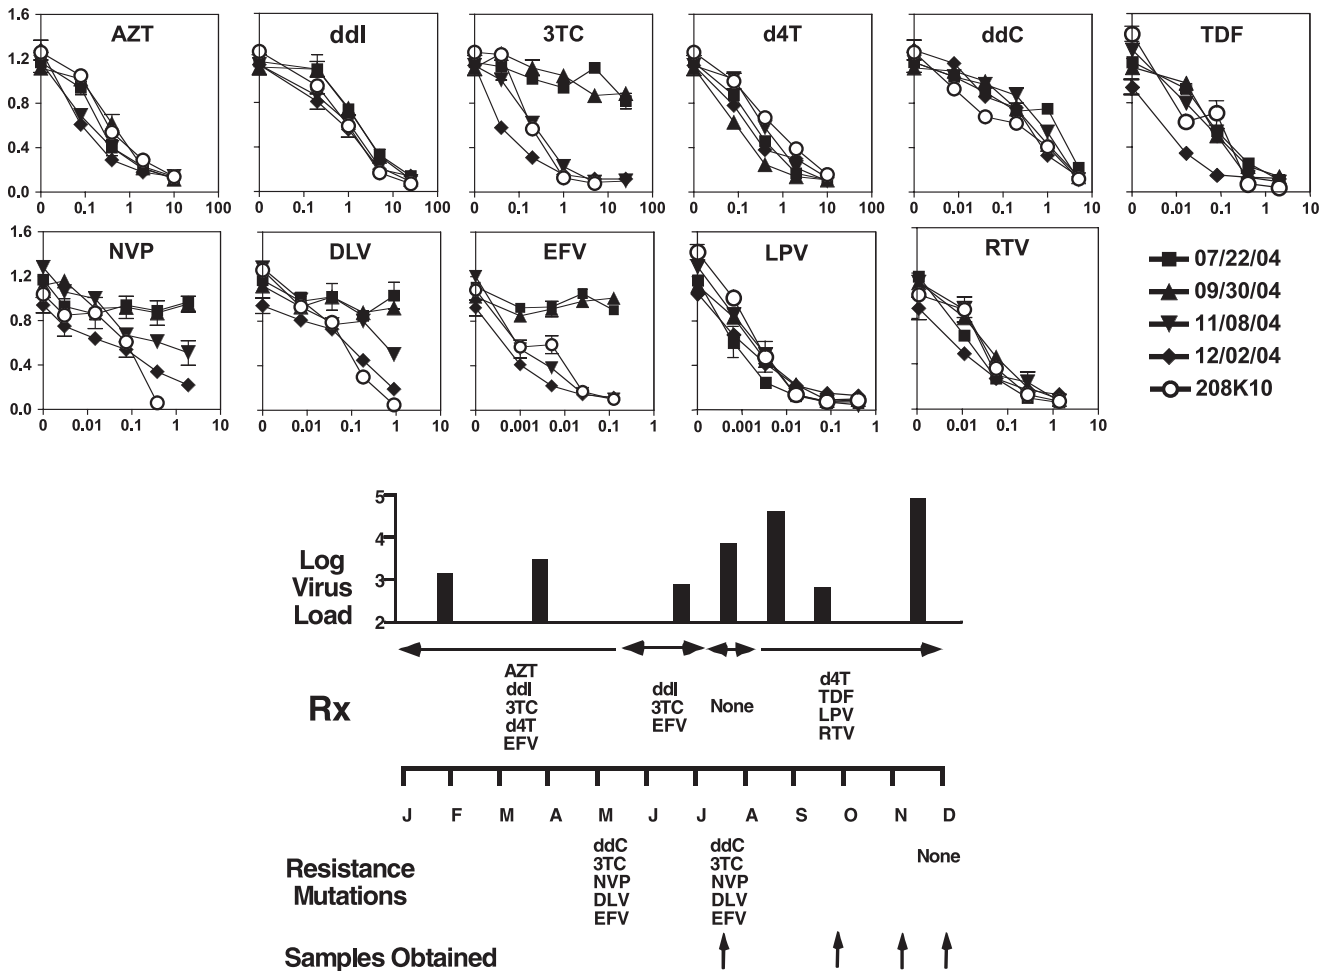 AZT
ddI
3TC
d4T
ddC
TDF
1.6
1.2
0.8
0.4
0.0
0 0.1 1 10 100
0 0.1 1 10 100
0 0.1 1 10 100
0 0.1 1 10 100
0 0.01 0.1 1 10
0 0.01 0.1 1 10
NVP
DLV
EFV
LPV
RTV
1.6
1.2
0.8
0.4
0.0
0 0.01 0.1 1 10
0 0.01 0.1 1 10
0 0.001 0.01 0.1 1
0 0.001 0.01 0.1 1
0 0.01 0.1 1 10
07/22/04
09/30/04
11/08/04
12/02/04
208K10
Log
Virus
Load
5
4
3
2
Rx
AZT
ddI
3TC
d4T
EFV
ddI
3TC
EFV
None
d4T
TDF
LPV
RTV
J F M A M J J A S O N D
Resistance
Mutations
ddC
3TC
NVP
DLV
EFV
ddC
3TC
NVP
DLV
EFV
None
Samples Obtained